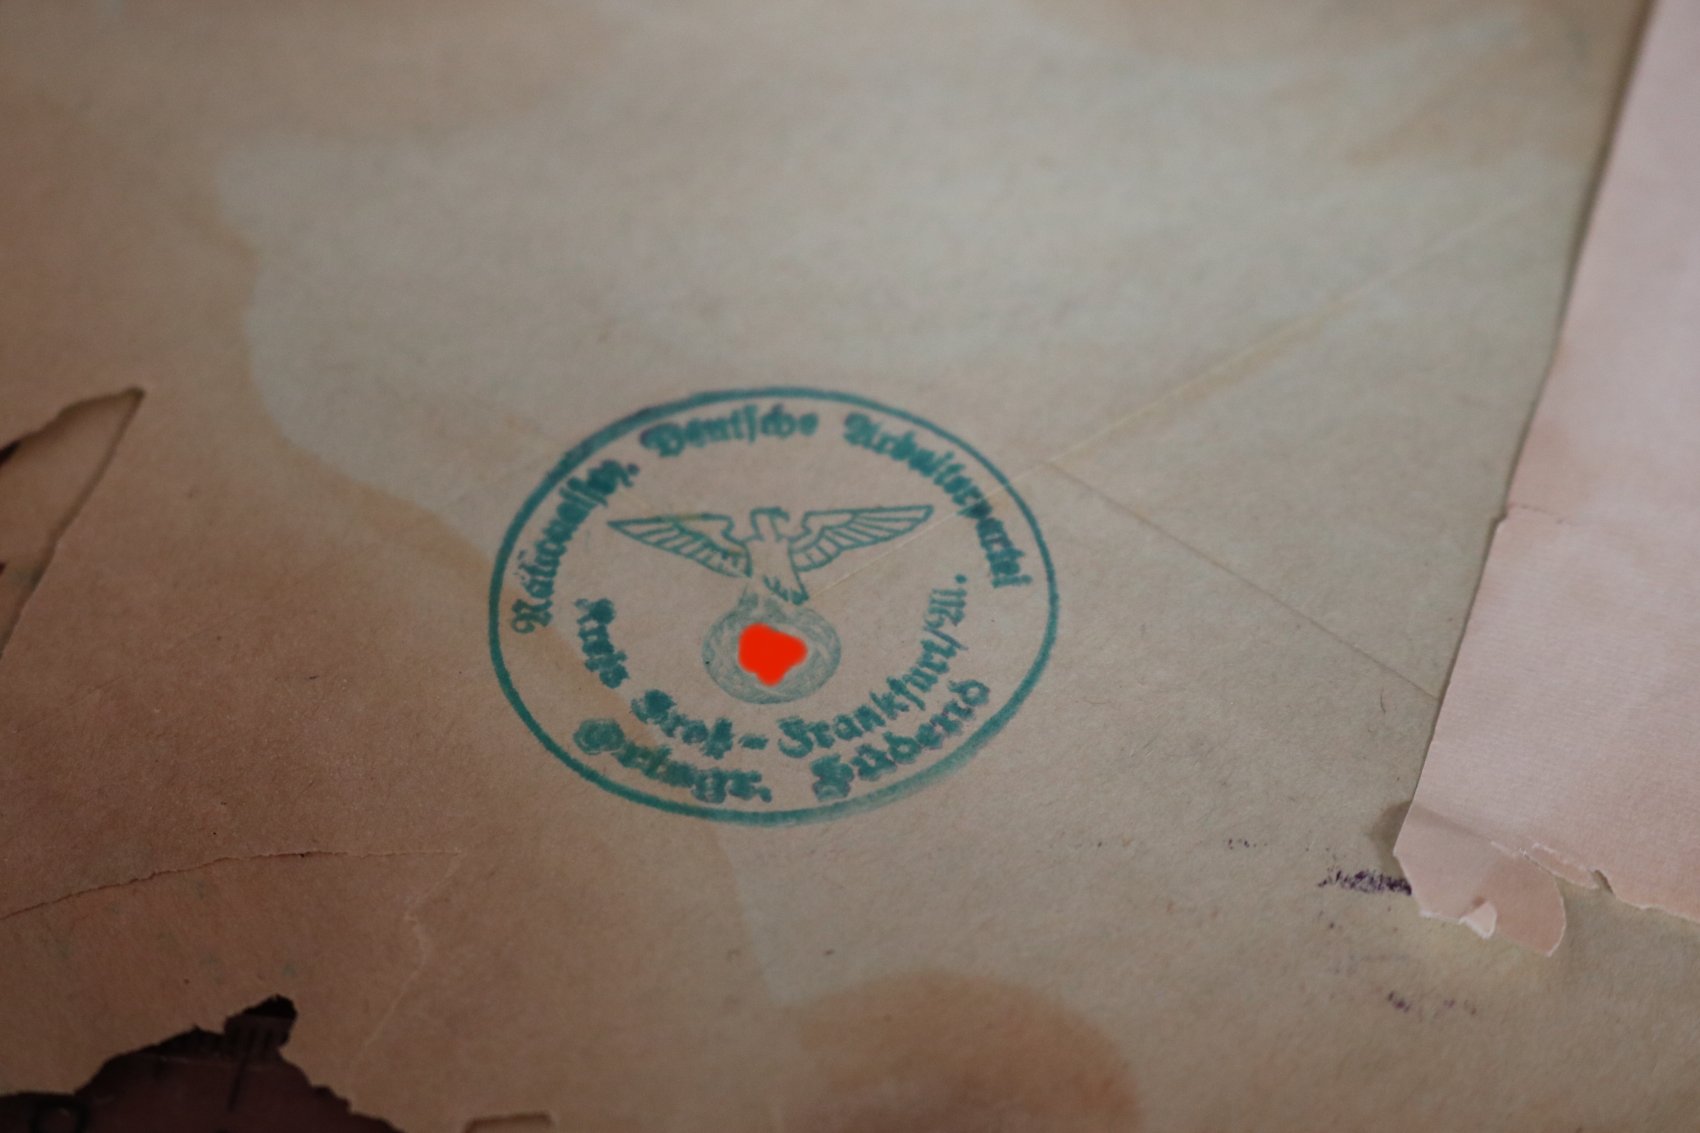 Nationalsoz. Deutsche Arbeiterpartei
Kreis Groß-Frankfurt/M.
Ortsgr. Südend